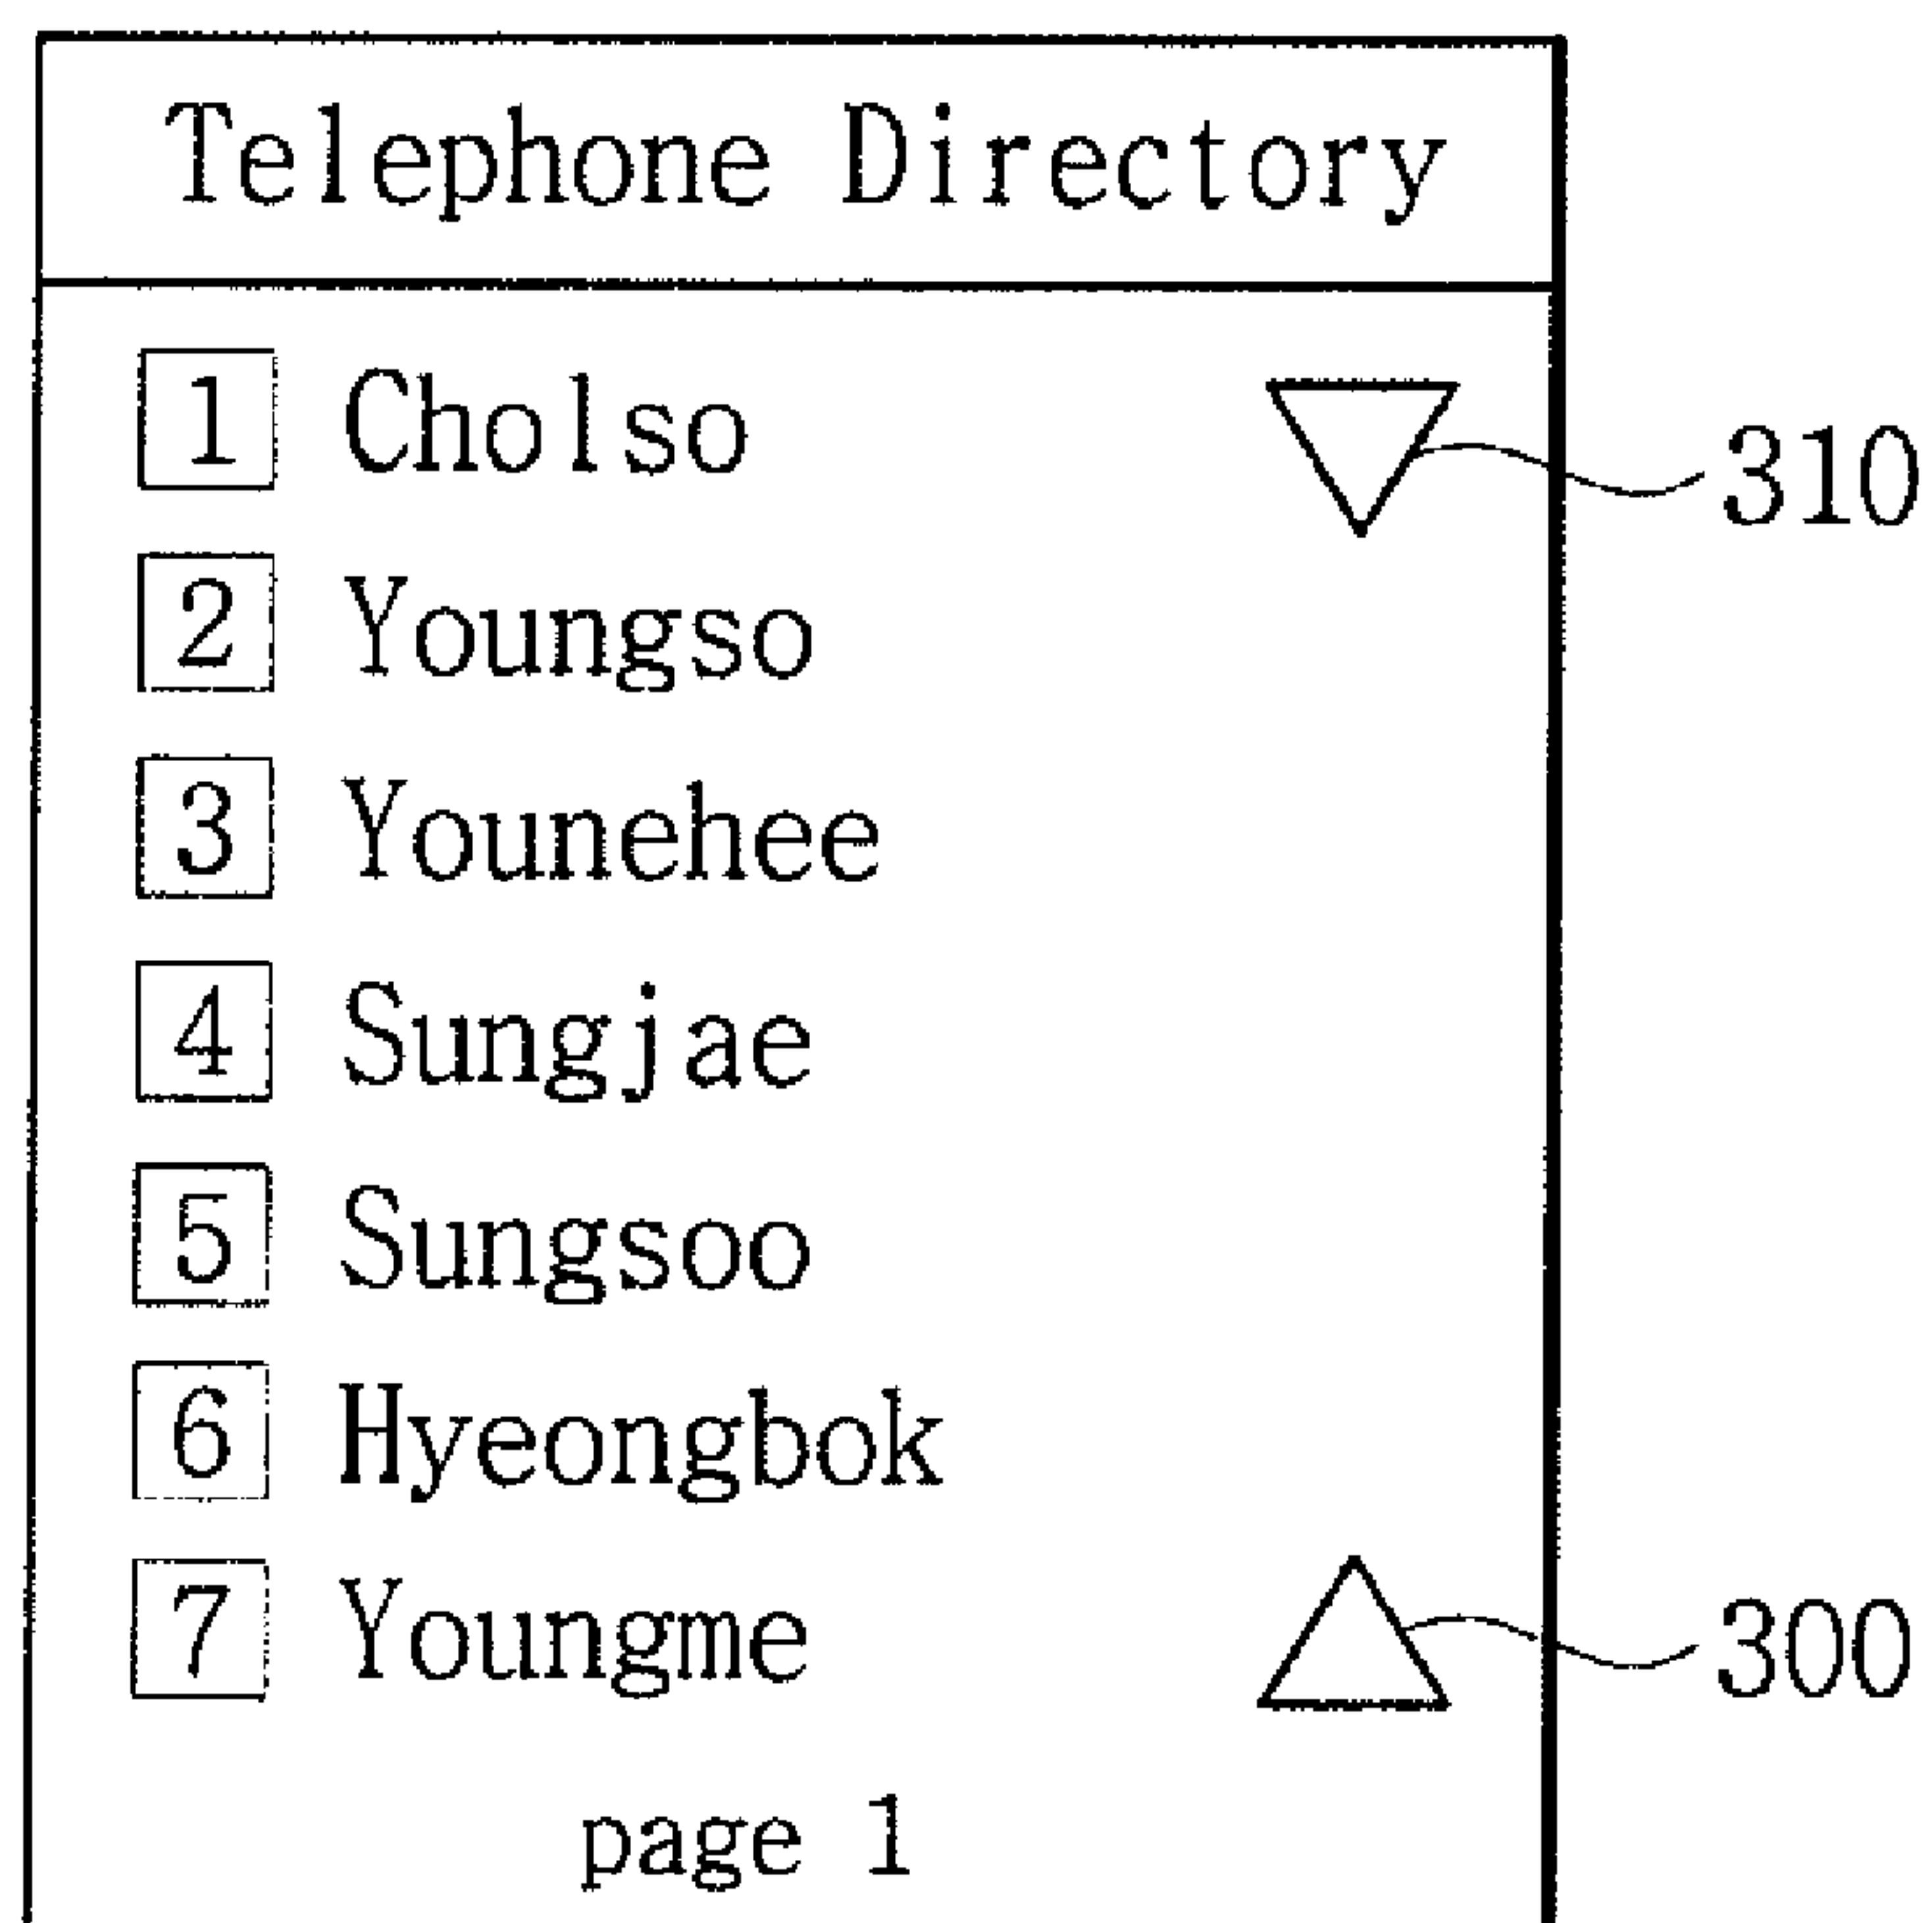 Telephone Directory
1 Cholso
310
2 Youngso
3 Younehee
4 Sungjae
5 Sungsoo
6 Hyeongbok
7 Youngme
300
page 1